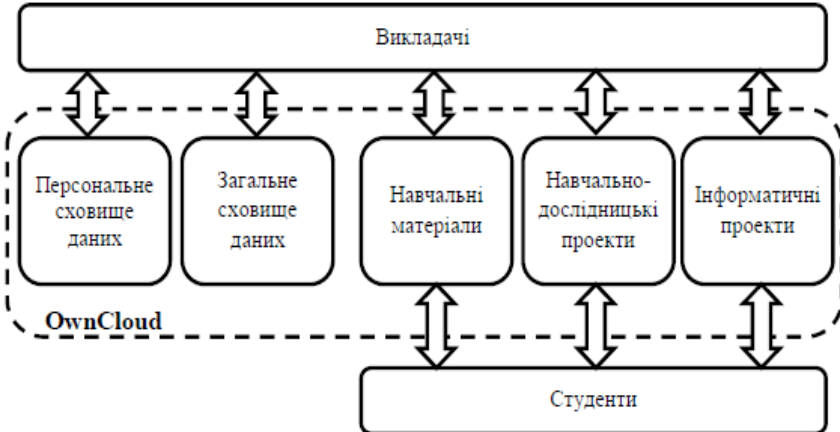 Викладачі
Персональне
сховище
даних
Загальне
сховище
даних
Навчальні
матеріали
Навчально-
дослідницькі
проекти
Інформатичні
проекти
OwnCloud
Студенти